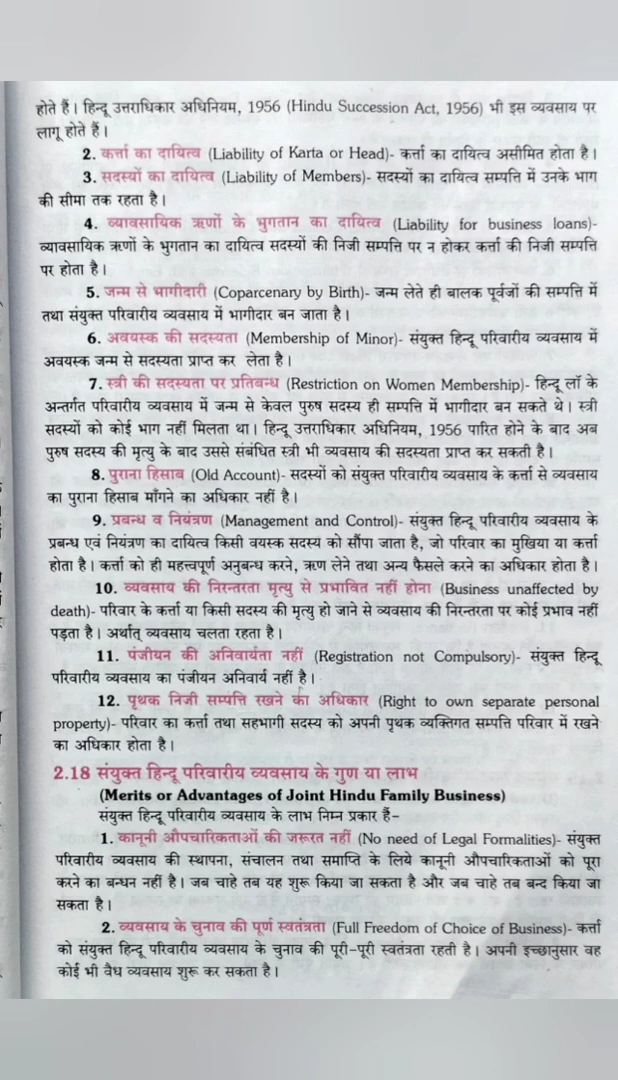 होते हैं। हिन्दू उत्तराधिकार अधिनियम, 1956 (Hindu Succession Act, 1956) भी इस व्यवसाय पर
लागू होते हैं।
2. कर्त्ता का दायित्व (Liability of Karta or Head)- कर्त्ता का दायित्व असीमित होता है।
3. सदस्यों का दायित्व (Liability of Members)- सदस्यों का दायित्व सम्पत्ति में उनके भाग
की सीमा तक रहता है।
4. व्यावसायिक ऋणों के भुगतान का दायित्व (Liability for business loans)-
व्यावसायिक ऋणों के भुगतान का दायित्व सदस्यों की निजी सम्पत्ति पर न होकर कर्त्ता की निजी सम्पत्ति
पर होता है।
5. जन्म से भागीदारी (Coparcenary by Birth)- जन्म लेते ही बालक पूर्वजों की सम्पत्ति में
तथा संयुक्त परिवारीय व्यवसाय में भागीदार बन जाता है।
6. अवयस्क की सदस्यता (Membership of Minor)- संयुक्त हिन्दू परिवारीय व्यवसाय में
अवयस्क जन्म से सदस्यता प्राप्त कर लेता है।
7. स्त्री की सदस्यता पर प्रतिबन्ध (Restriction on Women Membership)- हिन्दू लॉ के
अन्तर्गत परिवारीय व्यवसाय में जन्म से केवल पुरुष सदस्य ही सम्पत्ति में भागीदार बन सकते थे। स्त्री
सदस्यों को कोई भाग नहीं मिलता था। हिन्दू उत्तराधिकार अधिनियम, 1956 पारित होने के बाद अब
पुरुष सदस्य की मृत्यु के बाद उससे संबंधित स्त्री भी व्यवसाय की सदस्यता प्राप्त कर सकती है।
8. पुराना हिसाब (Old Account)- सदस्यों को संयुक्त परिवारीय व्यवसाय के कर्त्ता से व्यवसाय
का पुराना हिसाब माँगने का अधिकार नहीं है।
9. प्रबन्ध व नियंत्रण (Management and Control)- संयुक्त हिन्दू परिवारीय व्यवसाय के
प्रबन्ध एवं नियंत्रण का दायित्व किसी वयस्क सदस्य को सौंपा जाता है, जो परिवार का मुखिया या कर्त्ता
होता है। कर्त्ता को ही महत्त्वपूर्ण अनुबन्ध करने, ऋण लेने तथा अन्य फैसले करने का अधिकार होता है।
10. व्यवसाय की निरन्तरता मृत्यु से प्रभावित नहीं होना (Business unaffected by
death)- परिवार के कर्त्ता या किसी सदस्य की मृत्यु हो जाने से व्यवसाय की निरन्तरता पर कोई प्रभाव नहीं
पड़ता है। अर्थात् व्यवसाय चलता रहता है।
11. पंजीयन की अनिवार्यता नहीं (Registration not Compulsory)- संयुक्त हिन्दू
परिवारीय व्यवसाय का पंजीयन अनिवार्य नहीं है।
12. पृथक निजी सम्पत्ति रखने का अधिकार (Right to own separate personal
property)- परिवार का कर्त्ता तथा सहभागी सदस्य को अपनी पृथक व्यक्तिगत सम्पत्ति परिवार में रखने
का अधिकार होता है।
2.18 संयुक्त हिन्दू परिवारीय व्यवसाय के गुण या लाभ
(Merits or Advantages of Joint Hindu Family Business)
संयुक्त हिन्दू परिवारीय व्यवसाय के लाभ निम्न प्रकार हैं-
1. कानूनी औपचारिकताओं की जरूरत नहीं (No need of Legal Formalities)- संयुक्त
परिवारीय व्यवसाय की स्थापना, संचालन तथा समाप्ति के लिये कानूनी औपचारिकताओं को पूरा
करने का बन्धन नहीं है। जब चाहे तब यह शुरू किया जा सकता है और जब चाहे तब बन्द किया जा
सकता है।
2. व्यवसाय के चुनाव की पूर्ण स्वतंत्रता (Full Freedom of Choice of Business)- कर्त्ता
को संयुक्त हिन्दू परिवारीय व्यवसाय के चुनाव की पूरी-पूरी स्वतंत्रता रहती है। अपनी इच्छानुसार वह
कोई भी वैध व्यवसाय शुरू कर सकता है।